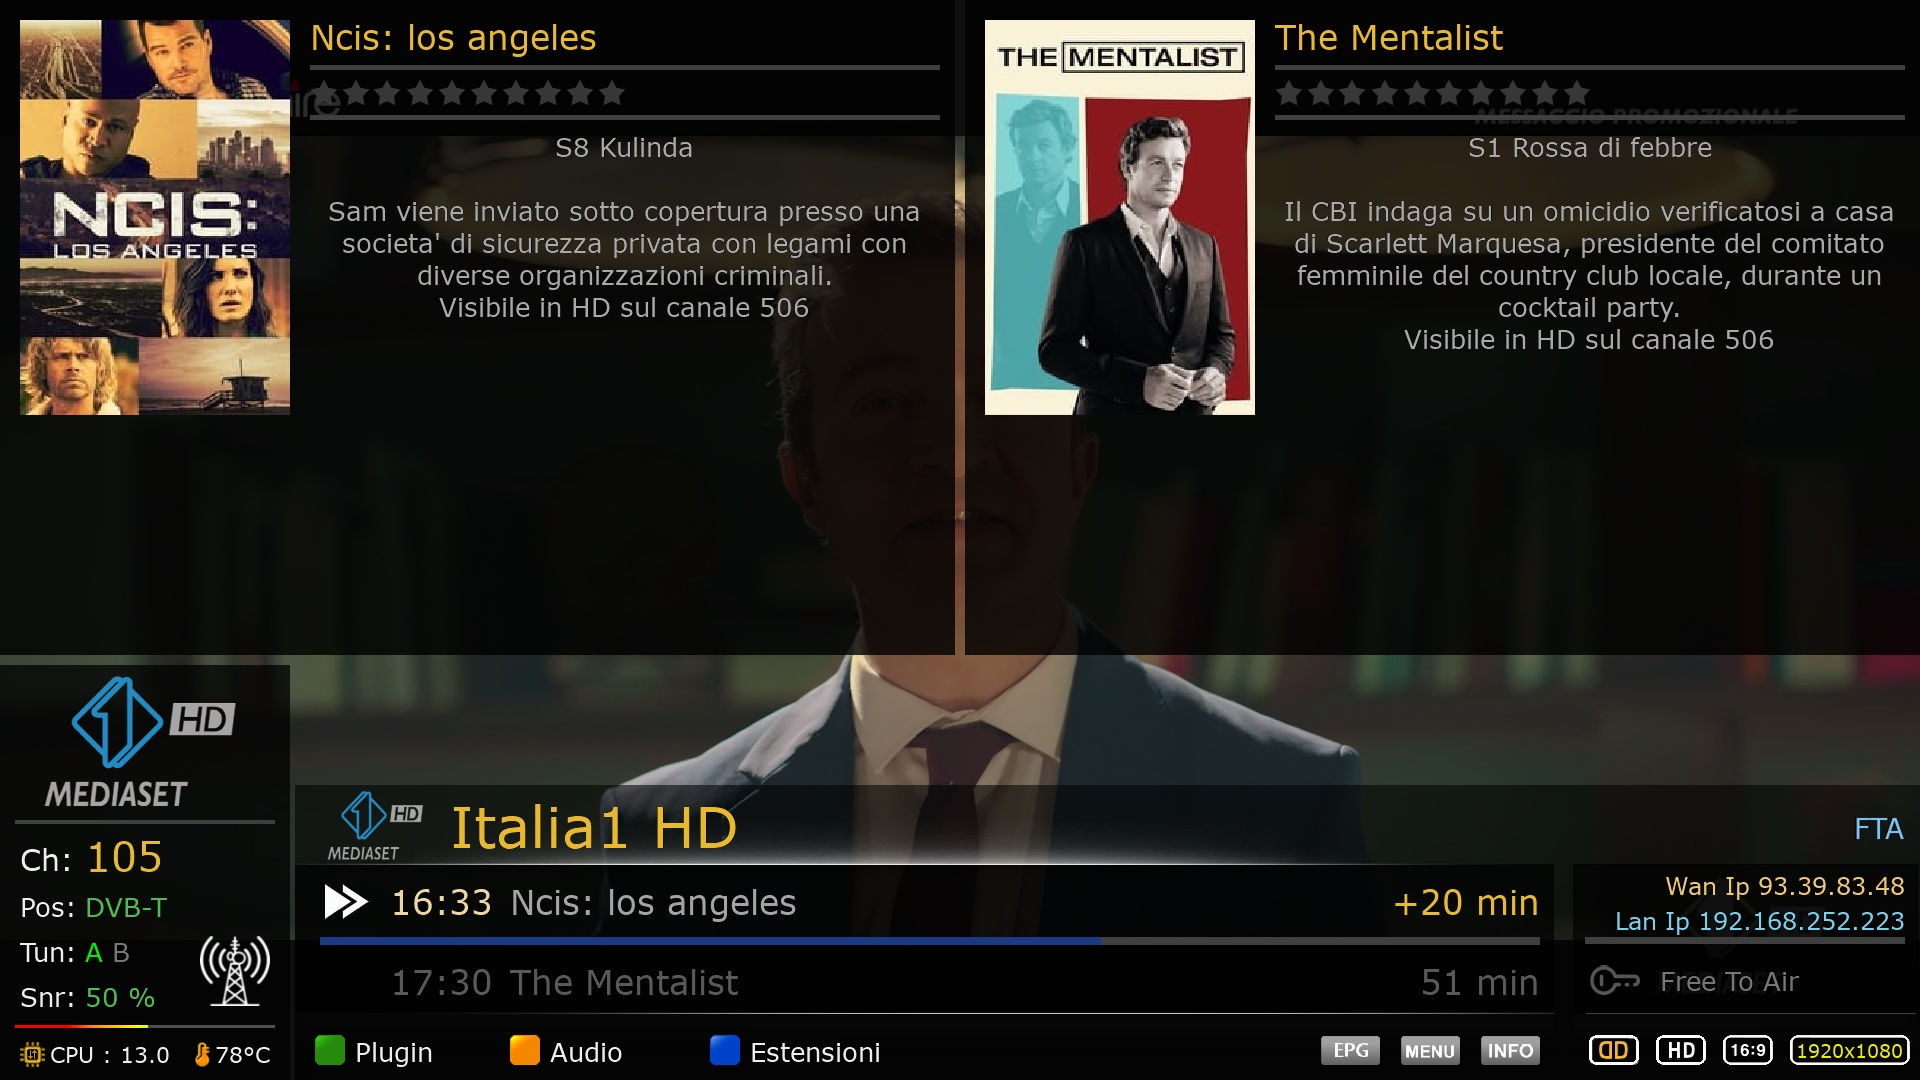 Ncis: los angeles
S8 Kulinda
Sam viene inviato sotto copertura presso una
societa' di sicurezza privata con legami con
diverse organizzazioni criminali.
Visibile in HD sul canale 506
NCIS:
LOS ANGELES
THE MENTALIST
The Mentalist
MESSAGGIO PROMOZIONALE
S1 Rossa di febbre
Il CBI indaga su un omicidio verificatosi a casa
di Scarlett Marquesa, presidente del comitato
femminile del country club locale, durante un
cocktail party.
Visibile in HD sul canale 506
1 HD
MEDIASET
Ch: 105
Pos: DVB-T
Tun: A B
Snr: 50 %
CPU : 13.0 78°C
1 HD
MEDIASET
Italia1 HD
FTA
16:33 Ncis: los angeles +20 min
17:30 The Mentalist 51 min
Wan Ip 93.39.83.48
Lan Ip 192.168.252.223
Free To Air
Plugin Audio Estensioni
EPG MENU INFO
HD 16:9 1920x1080